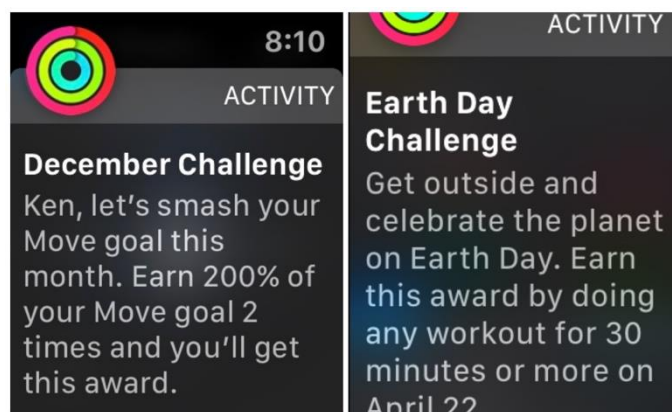 8:10
ACTIVITY
December Challenge
Ken, let's smash your
Move goal this
month. Earn 200% of
your Move goal 2
times and you'll get
this award.
ACTIVITY
Earth Day
Challenge
Get outside and
celebrate the planet
on Earth Day. Earn
this award by doing
any workout for 30
minutes or more on
April 22